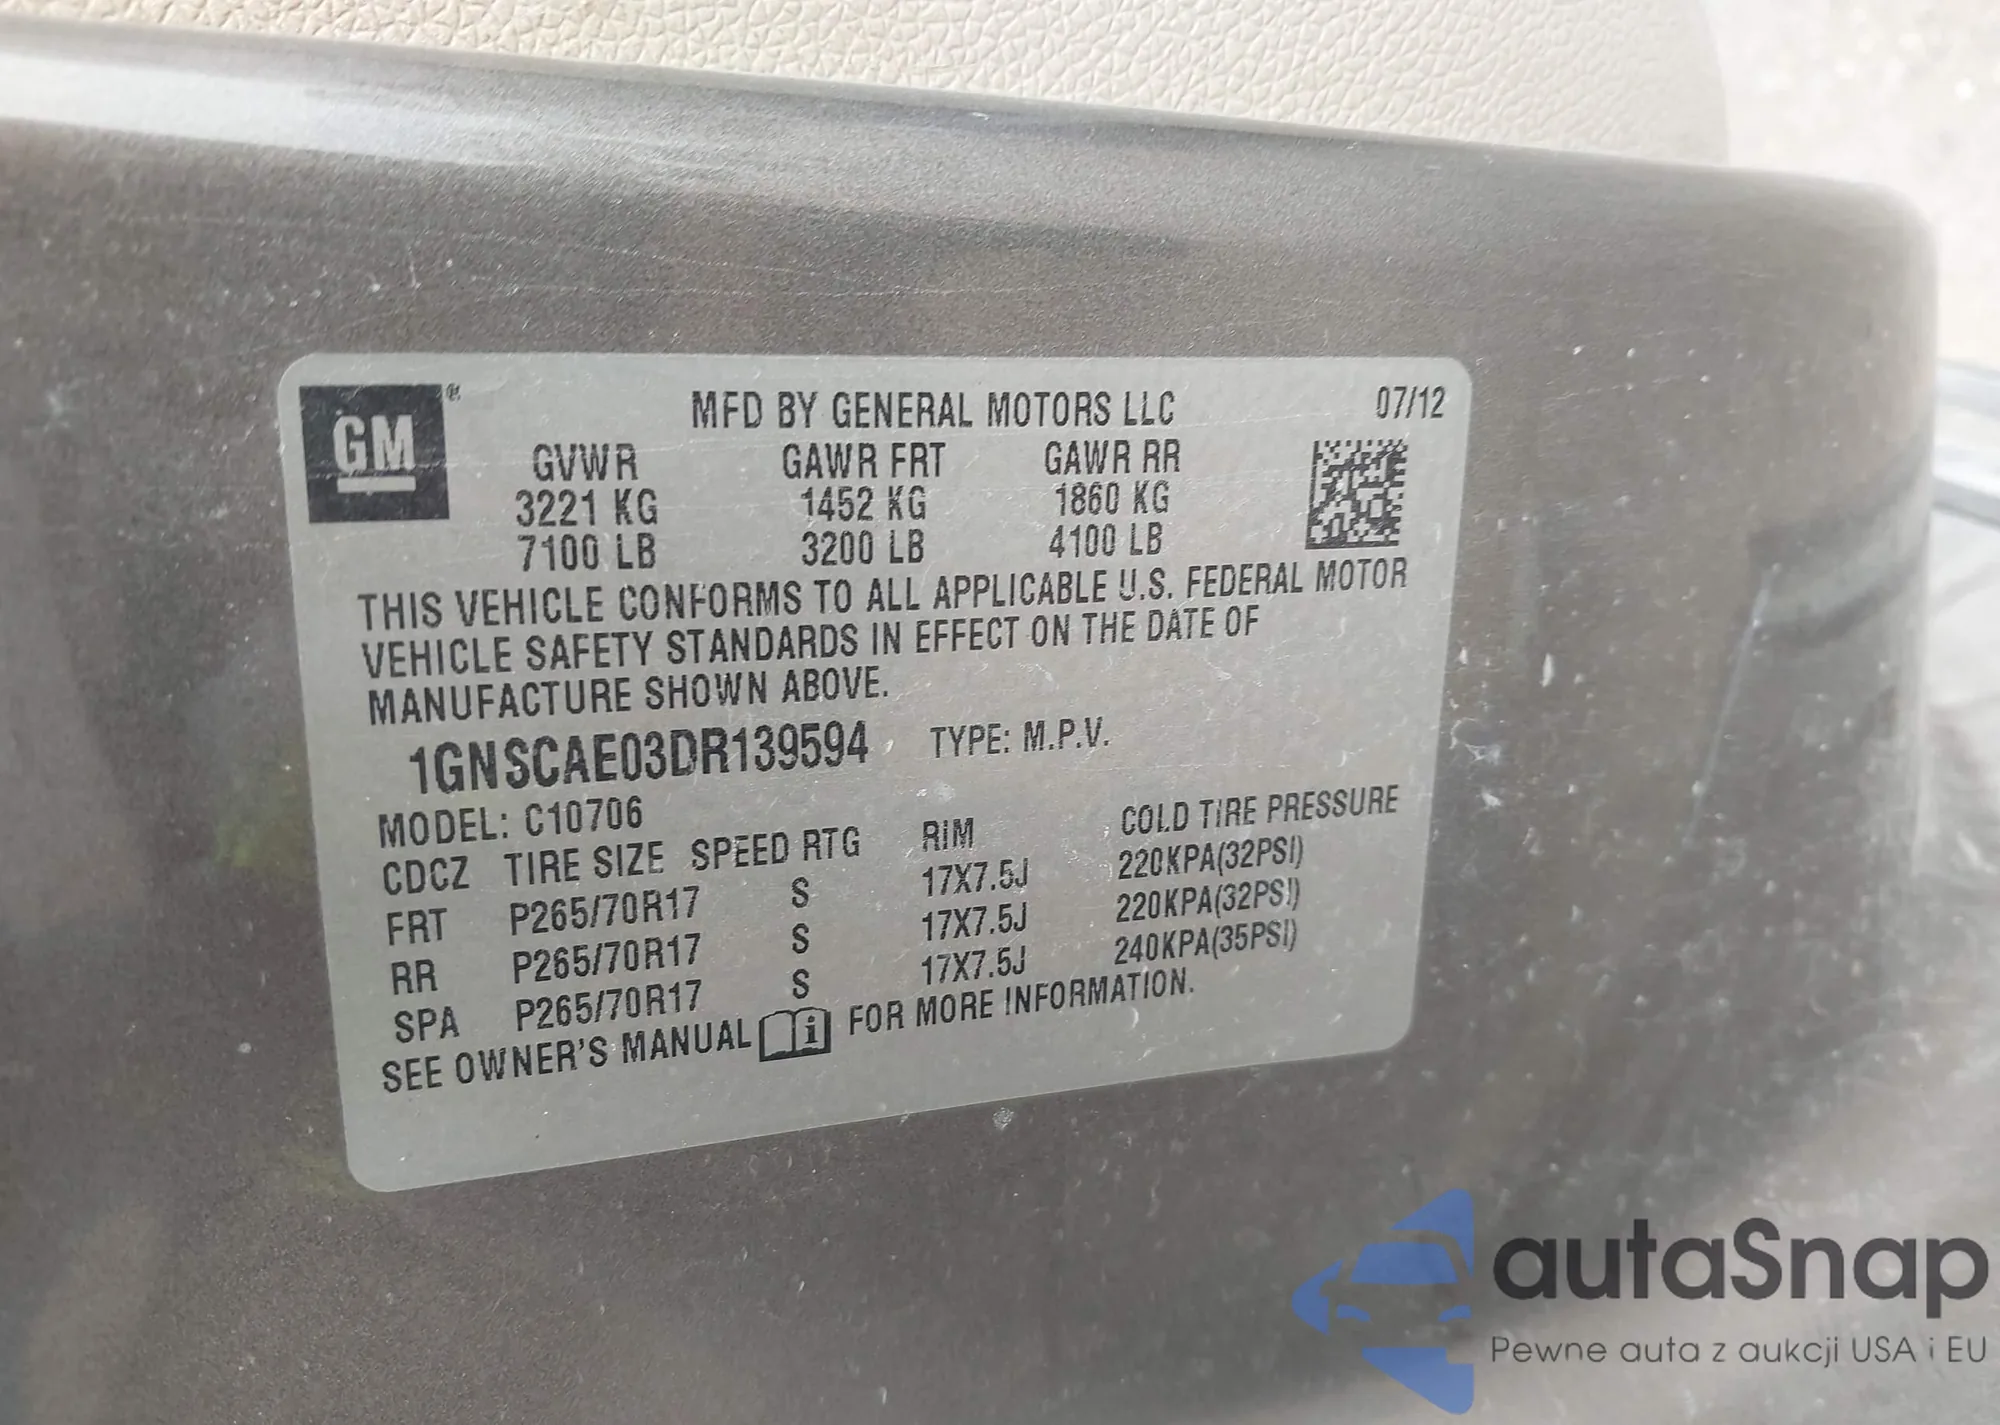 GM®
MFD BY GENERAL MOTORS LLC 07/12
GVWR GAWR FRT GAWR RR
3221 KG 1452 KG 1860 KG
7100 LB 3200 LB 4100 LB
THIS VEHICLE CONFORMS TO ALL APPLICABLE U.S. FEDERAL MOTOR
VEHICLE SAFETY STANDARDS IN EFFECT ON THE DATE OF
MANUFACTURE SHOWN ABOVE.
1GNSCAE03DR139594 TYPE: M.P.V.
MODEL: C10706
CDCZ TIRE SIZE SPEED RTG RIM COLD TIRE PRESSURE
FRT P265/70R17 S 17X7.5J 220KPA(32PSI)
RR P265/70R17 S 17X7.5J 220KPA(32PSI)
SPA P265/70R17 S 17X7.5J 240KPA(35PSI)
SEE OWNER'S MANUAL i FOR MORE INFORMATION.
autaSnap
Pewne auta z aukcji USA i EU